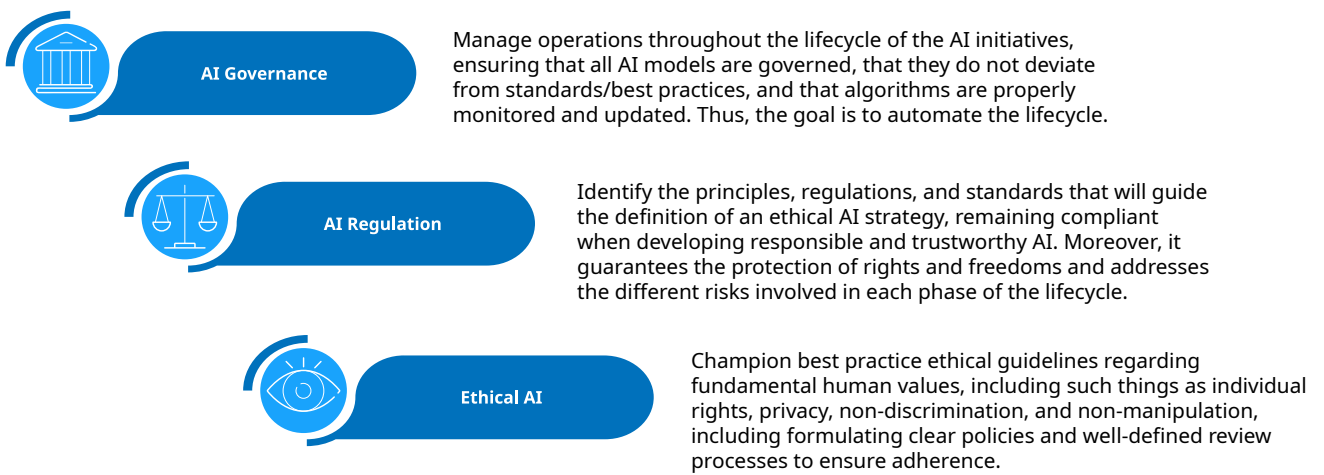 AI Governance
Manage operations throughout the lifecycle of the AI initiatives,
ensuring that all AI models are governed, that they do not deviate
from standards/best practices, and that algorithms are properly
monitored and updated. Thus, the goal is to automate the lifecycle.
AI Regulation
Identify the principles, regulations, and standards that will guide
the definition of an ethical AI strategy, remaining compliant
when developing responsible and trustworthy AI. Moreover, it
guarantees the protection of rights and freedoms and addresses
the different risks involved in each phase of the lifecycle.
Ethical AI
Champion best practice ethical guidelines regarding
fundamental human values, including such things as individual
rights, privacy, non-discrimination, and non-manipulation,
including formulating clear policies and well-defined review
processes to ensure adherence.